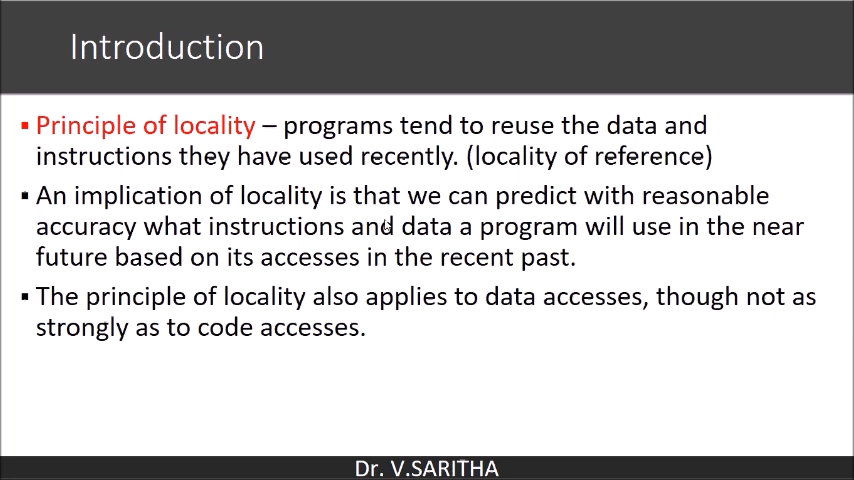 Introduction
▪ Principle of locality – programs tend to reuse the data and
instructions they have used recently. (locality of reference)
▪ An implication of locality is that we can predict with reasonable
accuracy what instructions and data a program will use in the near
future based on its accesses in the recent past.
▪ The principle of locality also applies to data accesses, though not as
strongly as to code accesses.
Dr. V.SARITHA